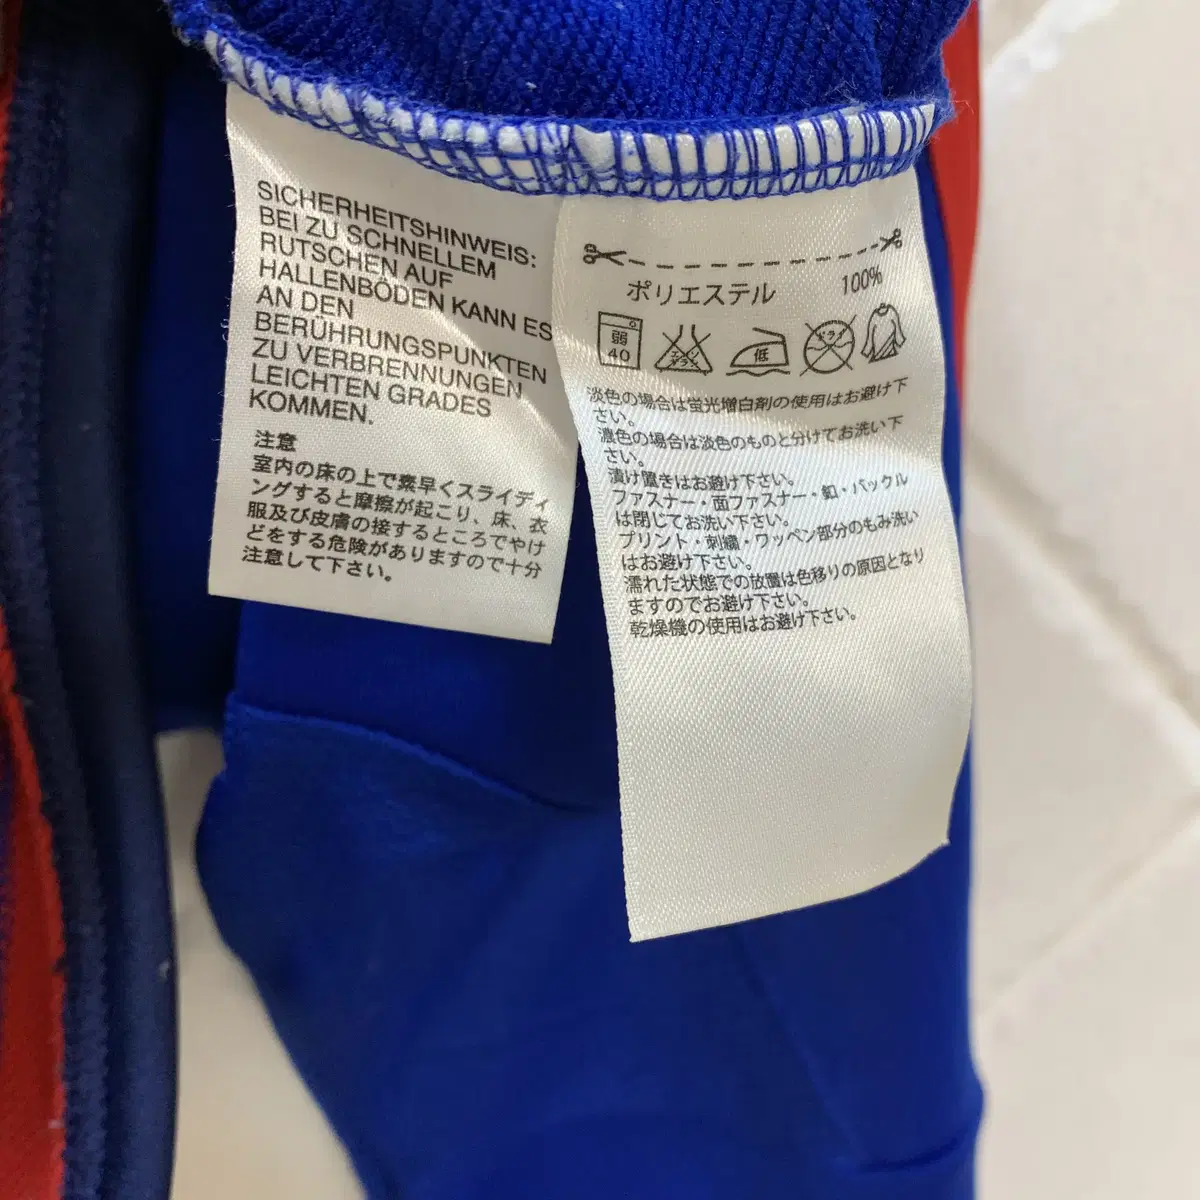 SICHERHEITSHINWEIS:
BEI ZU SCHNELLEM
RUTSCHEN AUF
HALLENBÖDEN KANN ES
AN DEN
BERÜHRUNGSPUNKTEN
ZU VERBRENNUNGEN
LEICHTEN GRADES
KOMMEN.
注意
室内の床の上で素早くスライディ
ングすると摩擦が起こり、床、衣
服及び皮膚の接するところでやけ
どをする危険がありますので十分
注意して下さい。
ポリエステル 100%
弱
40
エンソ
サラシ
低
ドライ
淡色の場合は蛍光増白剤の使用はお避け下
さい。
濃色の場合は淡色のものと分けてお洗い下
さい。
漬け置きはお避け下さい。
ファスナー・面ファスナー・釦・バックル
は閉じてお洗い下さい。
プリント・刺繍・ワッペン部分のもみ洗い
はお避け下さい。
濡れた状態での放置は色移りの原因となり
ますのでお避け下さい。
乾燥機の使用はお避け下さい。